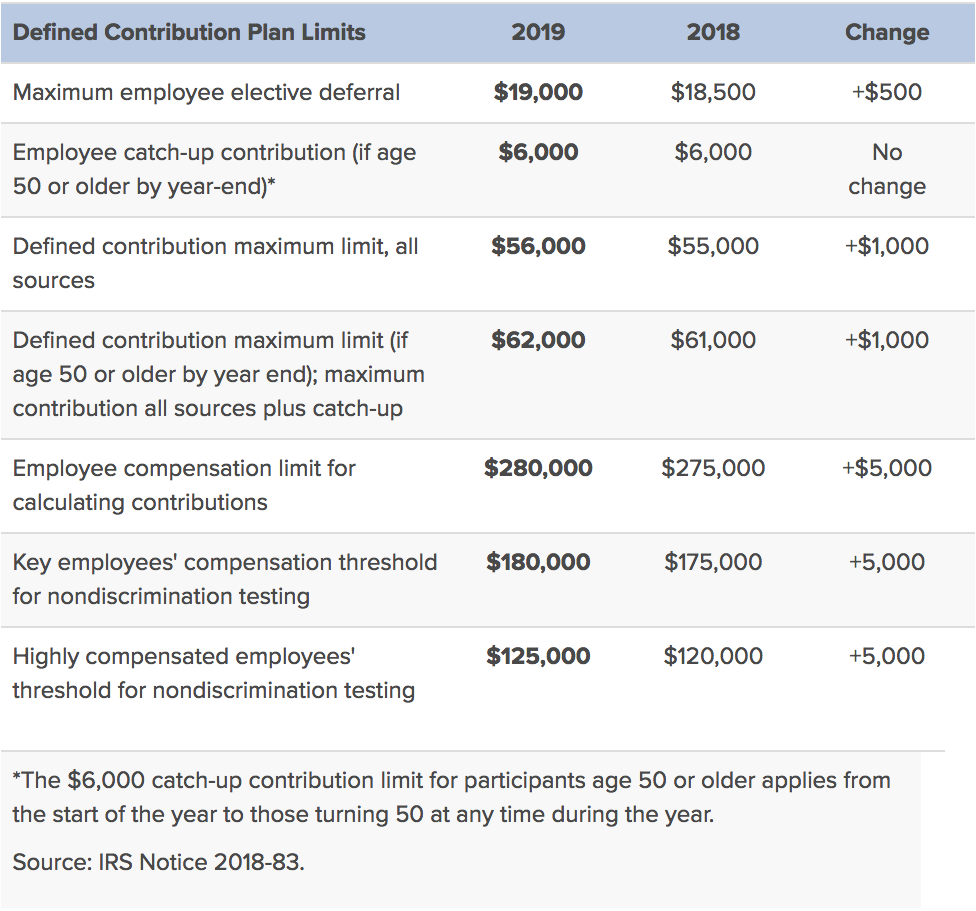 Defined Contribution Plan Limits 2019 2018 Change
Maximum employee elective deferral $19,000 $18,500 +$500
Employee catch-up contribution (if age $6,000 $6,000 No
50 or older by year-end)* change
Defined contribution maximum limit, all $56,000 $55,000 +$1,000
sources
Defined contribution maximum limit (if $62,000 $61,000 +$1,000
age 50 or older by year end); maximum
contribution all sources plus catch-up
Employee compensation limit for $280,000 $275,000 +$5,000
calculating contributions
Key employees' compensation threshold $180,000 $175,000 +5,000
for nondiscrimination testing
Highly compensated employees' $125,000 $120,000 +5,000
threshold for nondiscrimination testing
*The $6,000 catch-up contribution limit for participants age 50 or older applies from
the start of the year to those turning 50 at any time during the year.
Source: IRS Notice 2018-83.